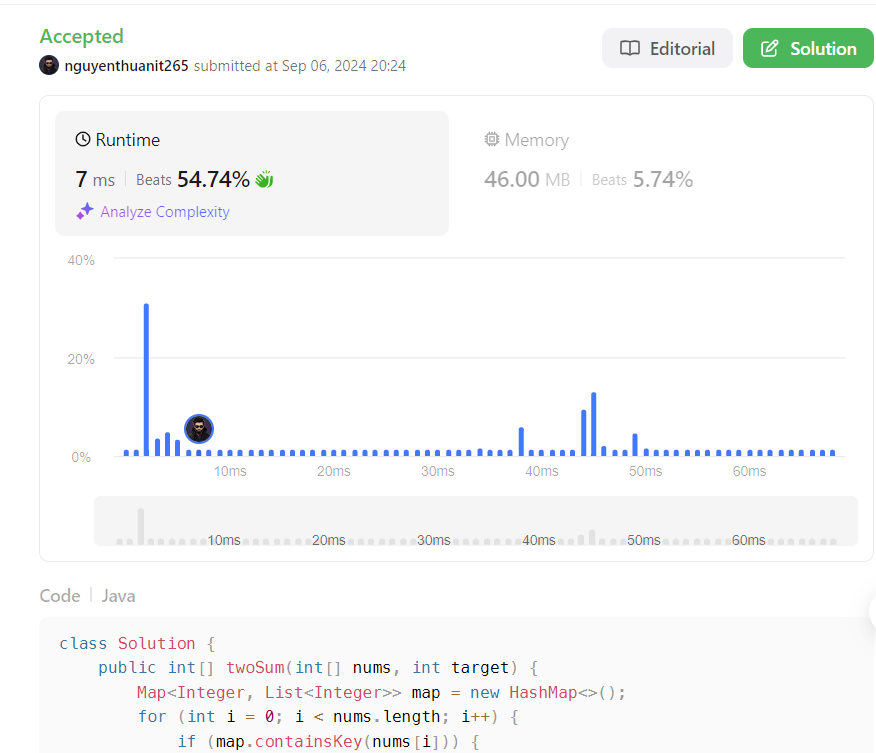 Accepted
nguyenthuanit265 submitted at Sep 06, 2024 20:24
Editorial
Solution
Runtime
7 ms | Beats 54.74%
Analyze Complexity
Memory
46.00 MB | Beats 5.74%
40%
20%
0%
10ms 20ms 30ms 40ms 50ms 60ms
10ms 20ms 30ms 40ms 50ms 60ms
Code | Java
class Solution {
    public int[] twoSum(int[] nums, int target) {
        Map<Integer, List<Integer>> map = new HashMap<>();
        for (int i = 0; i < nums.length; i++) {
            if (map.containsKey(nums[i])) {